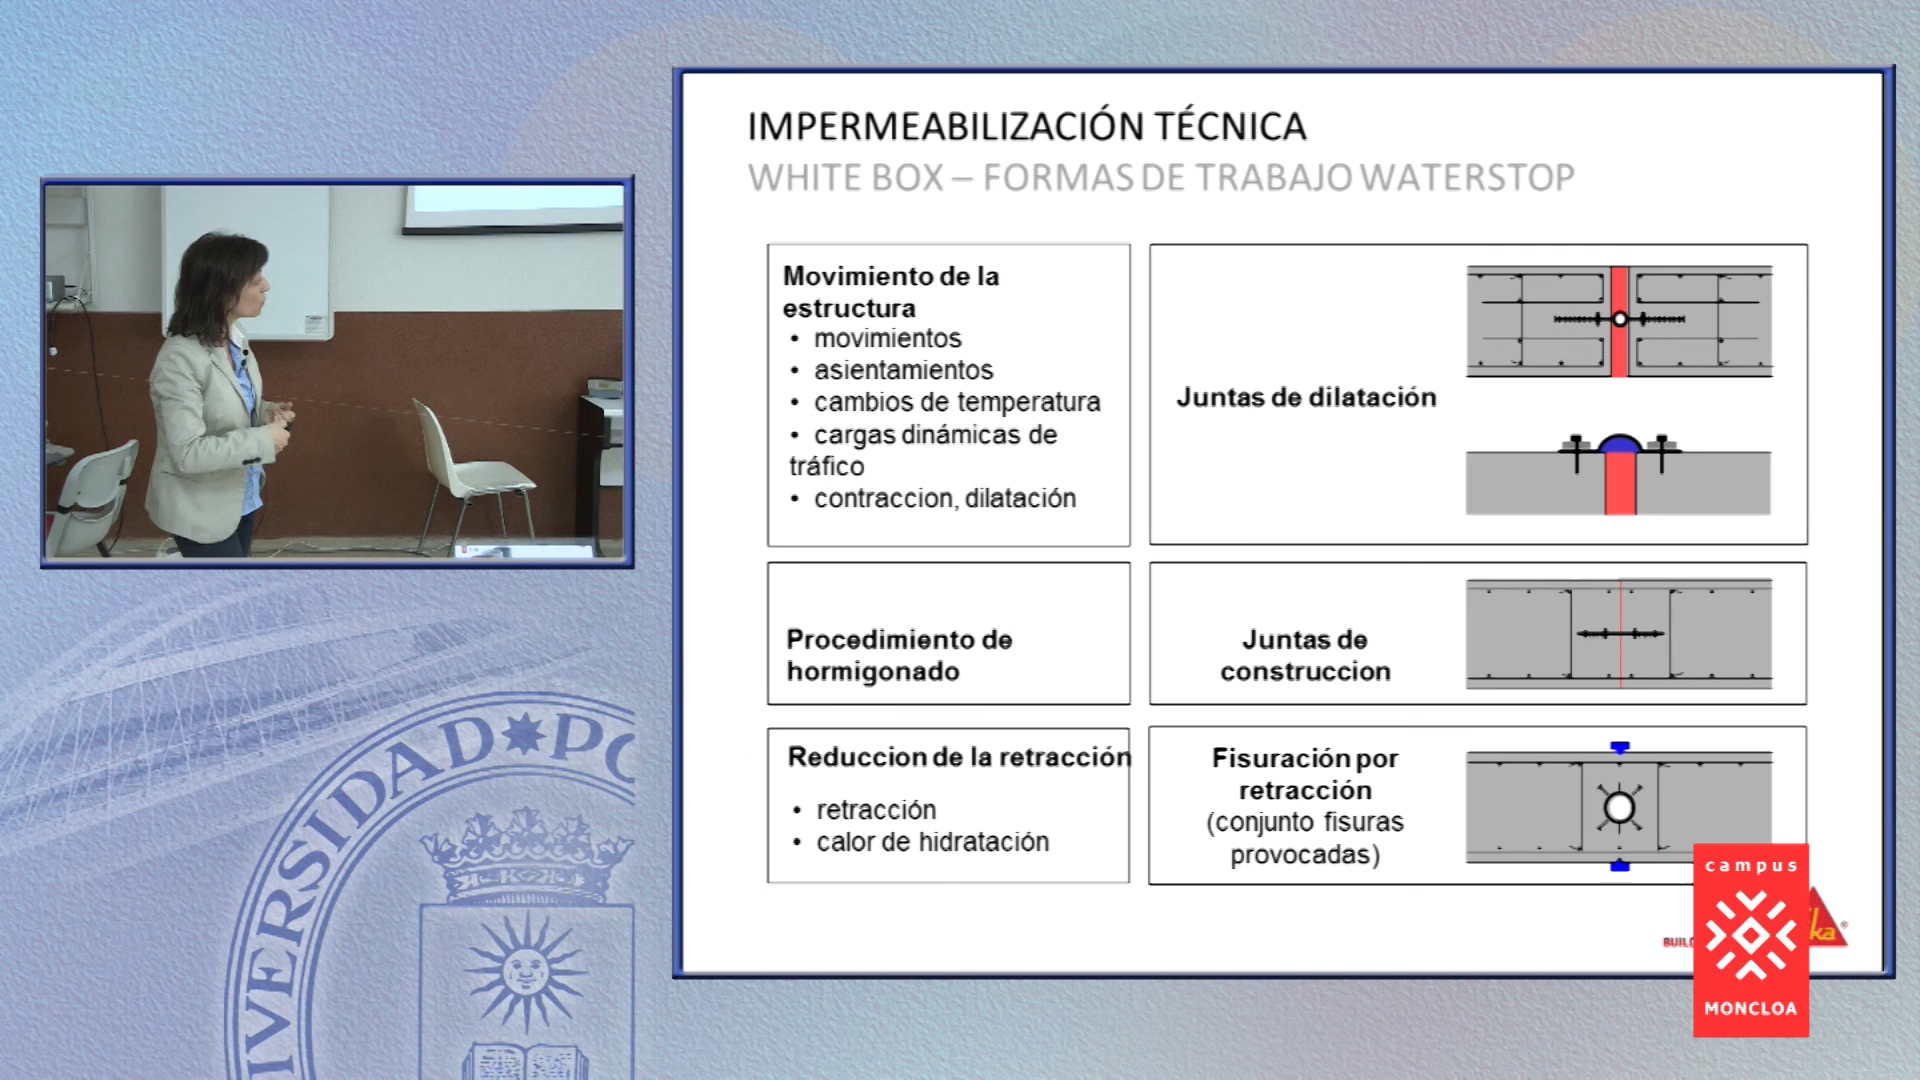 IMPERMEABILIZACIÓN TÉCNICA
WHITE BOX – FORMAS DE TRABAJO WATERSTOP
Movimiento de la
estructura
• movimientos
• asientamientos
• cambios de temperatura
• cargas dinámicas de
tráfico
• contraccion, dilatación
Juntas de dilatación
Procedimiento de
hormigonado
Juntas de
construccion
Reduccion de la retracción
• retracción
• calor de hidratación
Fisuración por
retracción
(conjunto fisuras
provocadas)
campus
MONCLOA